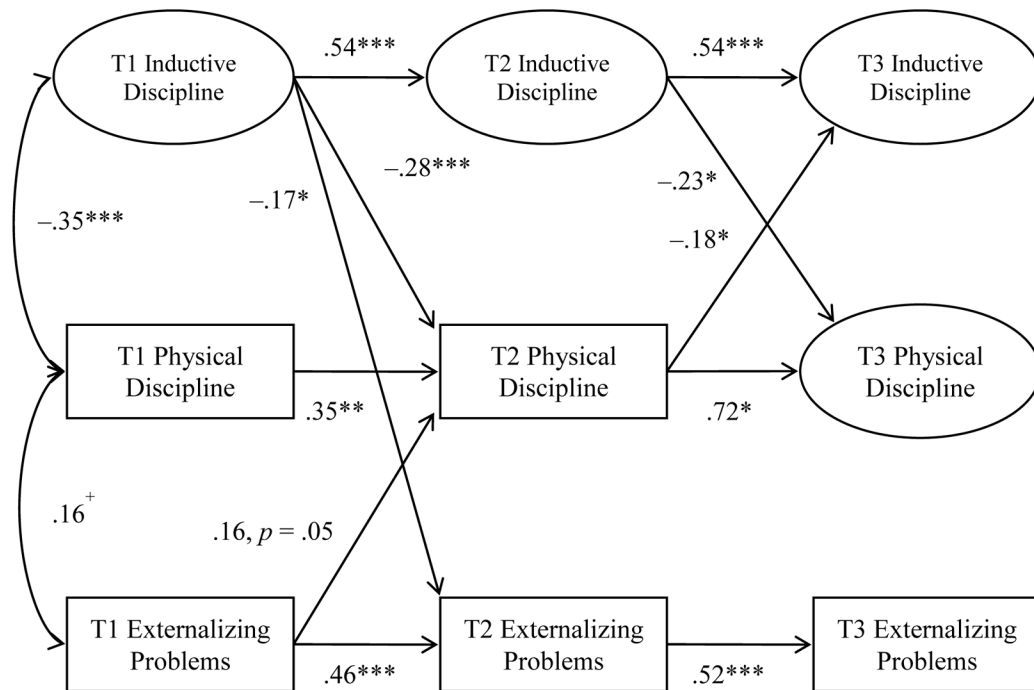 T1 Inductive
Discipline
.54***
T2 Inductive
Discipline
.54***
T3 Inductive
Discipline
–.35***
–.17*
–.28***
–.23*
–.18*
T1 Physical
Discipline
.35**
T2 Physical
Discipline
.72*
T3 Physical
Discipline
.16+
.16, p = .05
T1 Externalizing
Problems
.46***
T2 Externalizing
Problems
.52***
T3 Externalizing
Problems